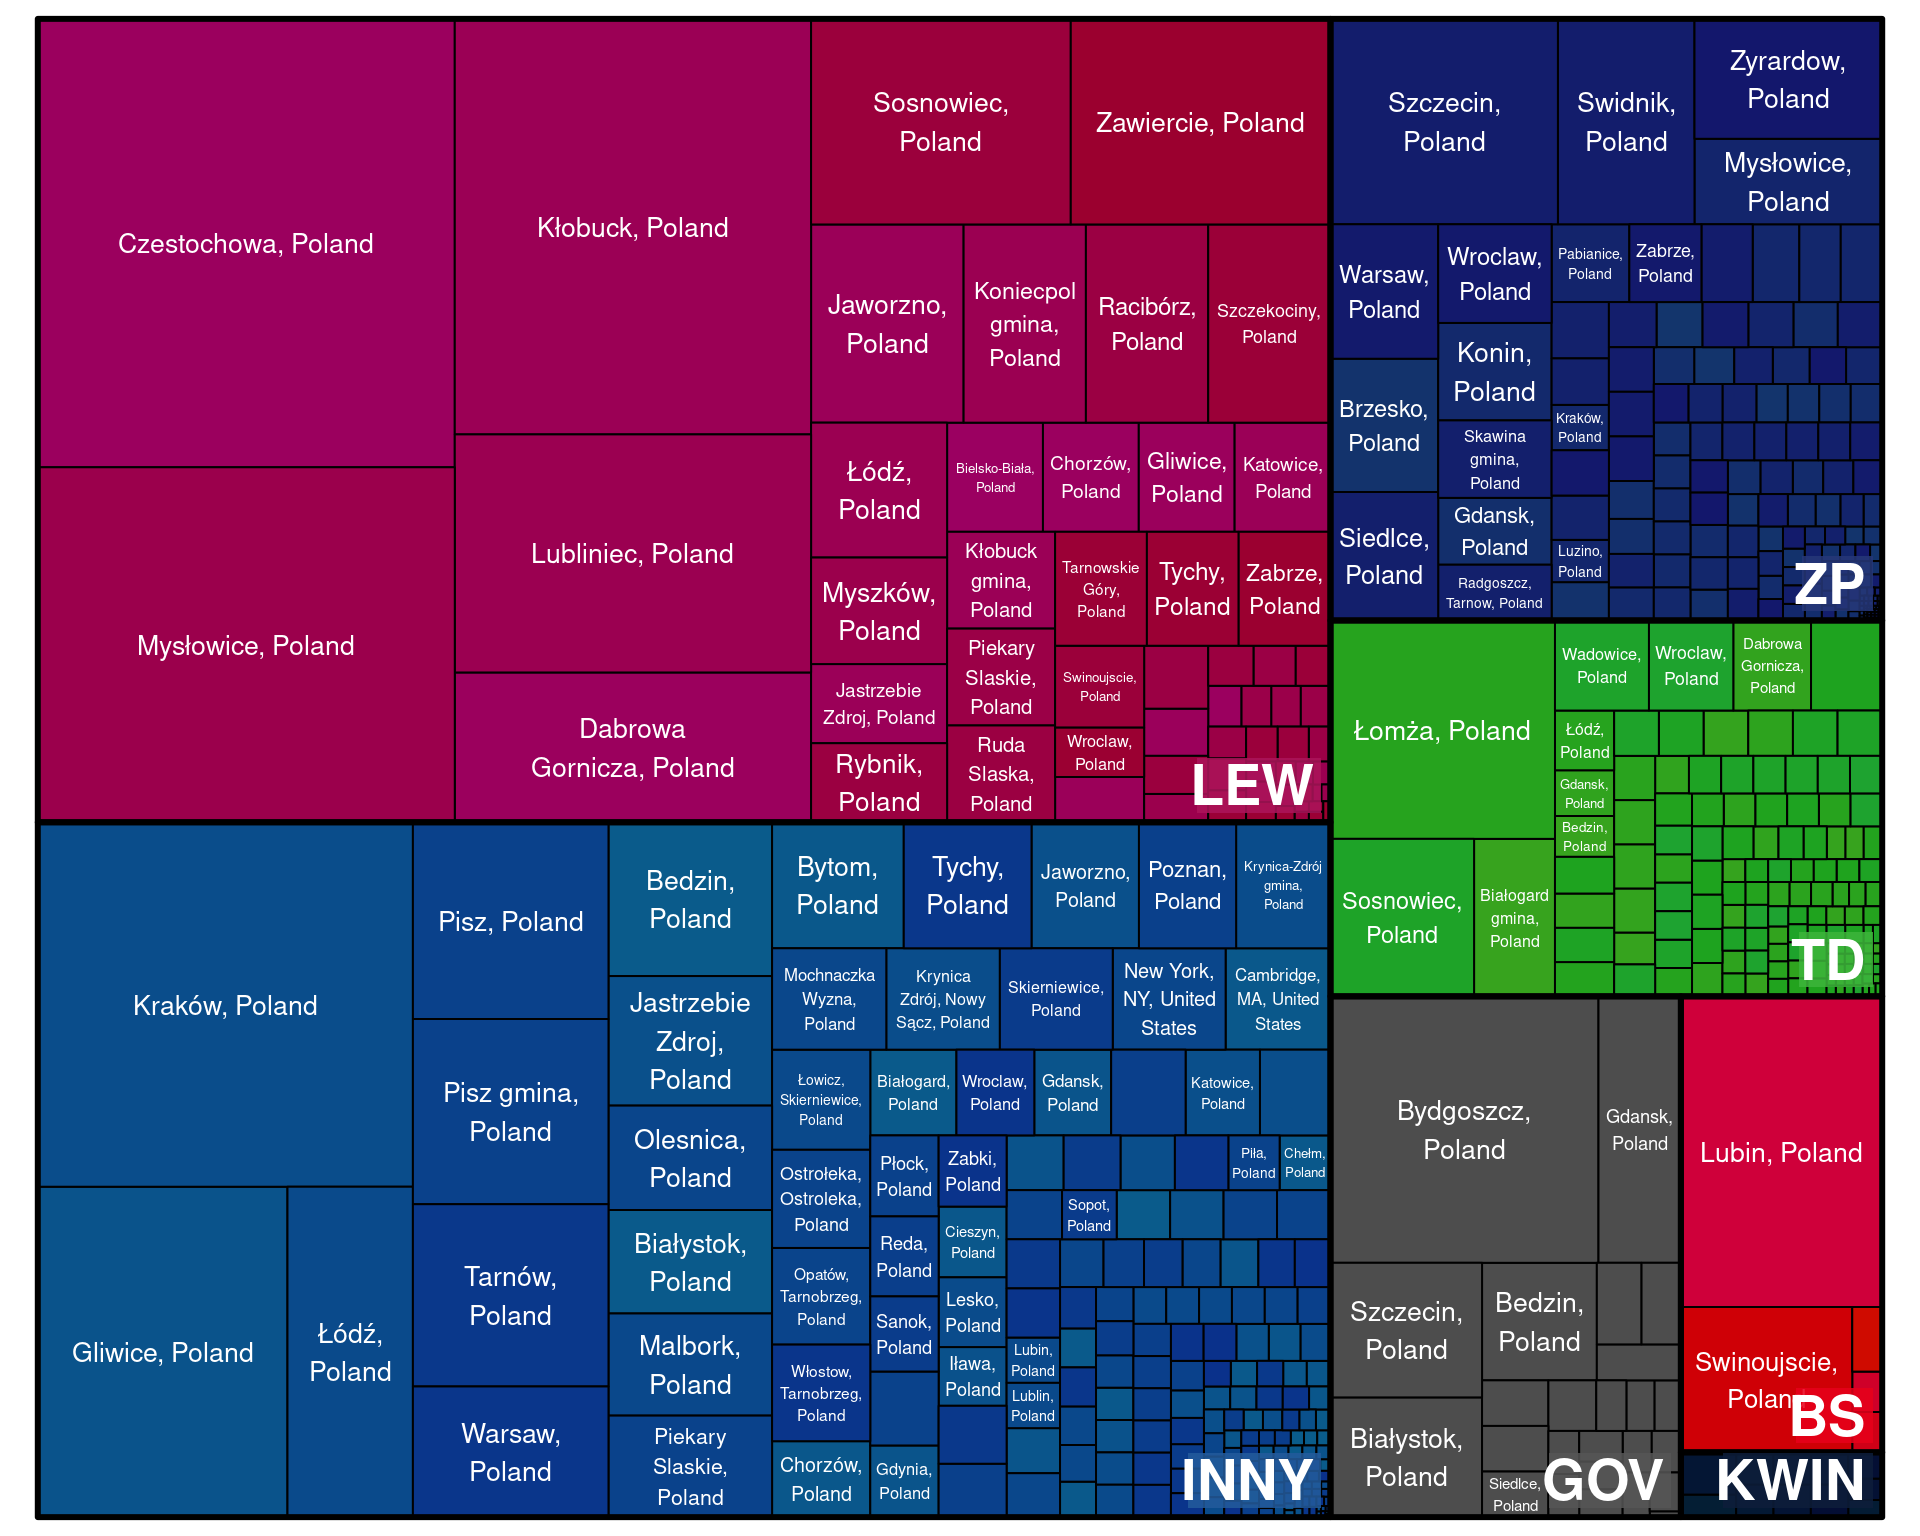 Czestochowa, Poland
Mysłowice, Poland
Kłobuck, Poland
Lubliniec, Poland
Dabrowa
Gornicza, Poland
Sosnowiec,
Poland
Zawiercie, Poland
Jaworzno,
Poland
Koniecpol
gmina,
Poland
Racibórz,
Poland
Szczekociny,
Poland
Łódź,
Poland
Myszków,
Poland
Jastrzebie
Zdroj, Poland
Rybnik,
Poland
Bielsko-Biała,
Poland
Chorzów,
Poland
Gliwice,
Poland
Katowice,
Poland
Kłobuck
gmina,
Poland
Piekary
Slaskie,
Poland
Ruda
Slaska,
Poland
Tarnowskie
Góry,
Poland
Tychy,
Poland
Zabrze,
Poland
Swinoujscie,
Poland
Wroclaw,
Poland
LEW
Szczecin,
Poland
Swidnik,
Poland
Zyrardow,
Poland
Mysłowice,
Poland
Warsaw,
Poland
Brzesko,
Poland
Siedlce,
Poland
Wroclaw,
Poland
Konin,
Poland
Skawina
gmina,
Poland
Gdansk,
Poland
Radgoszcz,
Tarnow, Poland
Pabianice,
Poland
Zabrze,
Poland
Kraków,
Poland
Luzino,
Poland
ZP
Łomża, Poland
Sosnowiec,
Poland
Białogard
gmina,
Poland
Wadowice,
Poland
Wroclaw,
Poland
Dabrowa
Gornicza,
Poland
Łódź,
Poland
Gdansk,
Poland
Bedzin,
Poland
TD
Kraków, Poland
Gliwice, Poland
Łódź,
Poland
Pisz, Poland
Pisz gmina,
Poland
Tarnów,
Poland
Warsaw,
Poland
Bedzin,
Poland
Jastrzebie
Zdroj,
Poland
Olesnica,
Poland
Białystok,
Poland
Malbork,
Poland
Piekary
Slaskie,
Poland
Bytom,
Poland
Tychy,
Poland
Jaworzno,
Poland
Poznan,
Poland
Krynica-Zdrój
gmina,
Poland
Mochnaczka
Wyzna,
Poland
Krynica
Zdrój, Nowy
Sącz, Poland
Skierniewice,
Poland
New York,
NY, United
States
Cambridge,
MA, United
States
Łowicz,
Skierniewice,
Poland
Ostrołeka,
Ostroleka,
Poland
Opatów,
Tarnobrzeg,
Poland
Włostow,
Tarnobrzeg,
Poland
Chorzów,
Poland
Białogard,
Poland
Wroclaw,
Poland
Gdansk,
Poland
Katowice,
Poland
Płock,
Poland
Reda,
Poland
Sanok,
Poland
Gdynia,
Poland
Zabki,
Poland
Cieszyn,
Poland
Lesko,
Poland
Iława,
Poland
Piła,
Poland
Chełm,
Poland
Sopot,
Poland
Lubin,
Poland
Lublin,
Poland
INNY
Bydgoszcz,
Poland
Gdansk,
Poland
Szczecin,
Poland
Białystok,
Poland
Bedzin,
Poland
Siedlce,
Poland
GOV
Lubin, Poland
Swinoujscie,
Poland
BS
KWIN